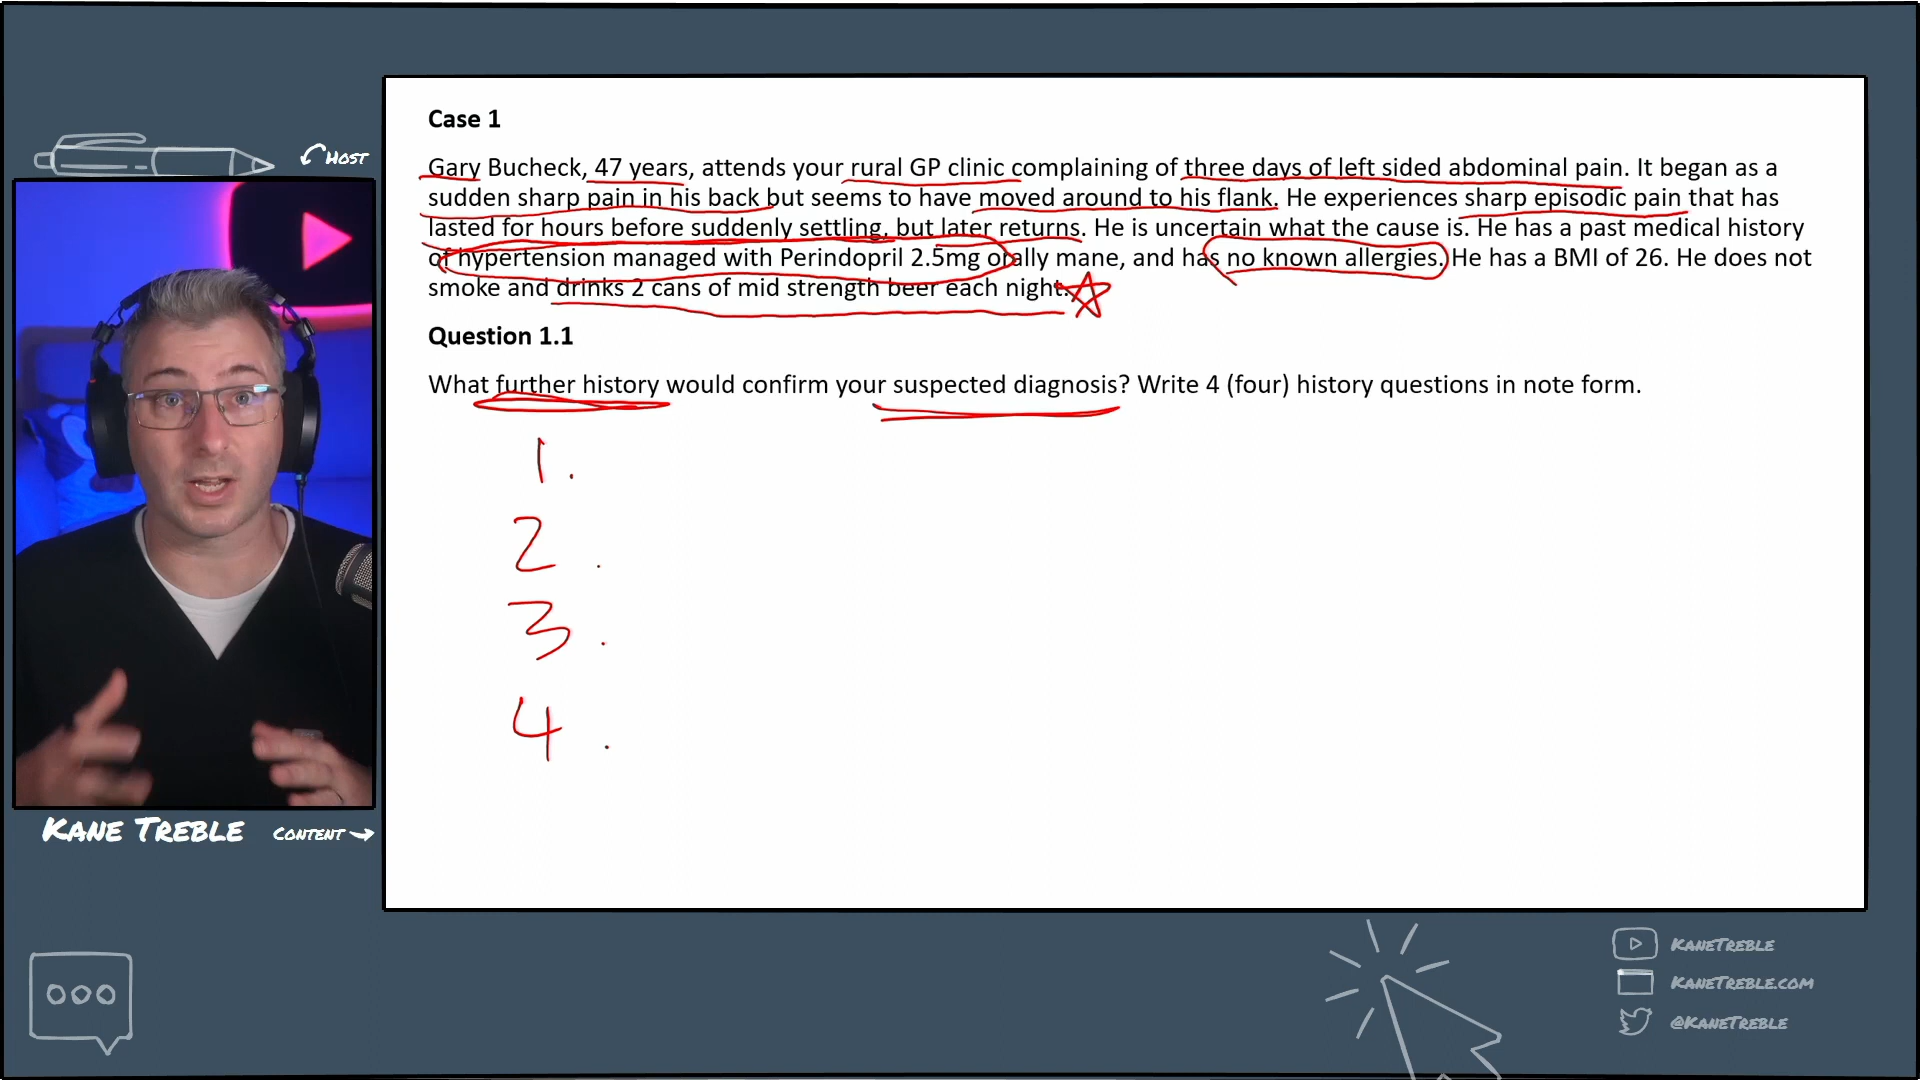 Host
Case 1
Gary Bucheck, 47 years, attends your rural GP clinic complaining of three days of left sided abdominal pain. It began as a
sudden sharp pain in his back but seems to have moved around to his flank. He experiences sharp episodic pain that has
lasted for hours before suddenly settling, but later returns. He is uncertain what the cause is. He has a past medical history
of hypertension managed with Perindopril 2.5mg orally mane, and has no known allergies. He has a BMI of 26. He does not
smoke and drinks 2 cans of mid strength beer each night.
Question 1.1
What further history would confirm your suspected diagnosis? Write 4 (four) history questions in note form.
1.
2.
3.
4.
Kane Treble
Content
KaneTreble
KaneTreble.com
@KaneTreble